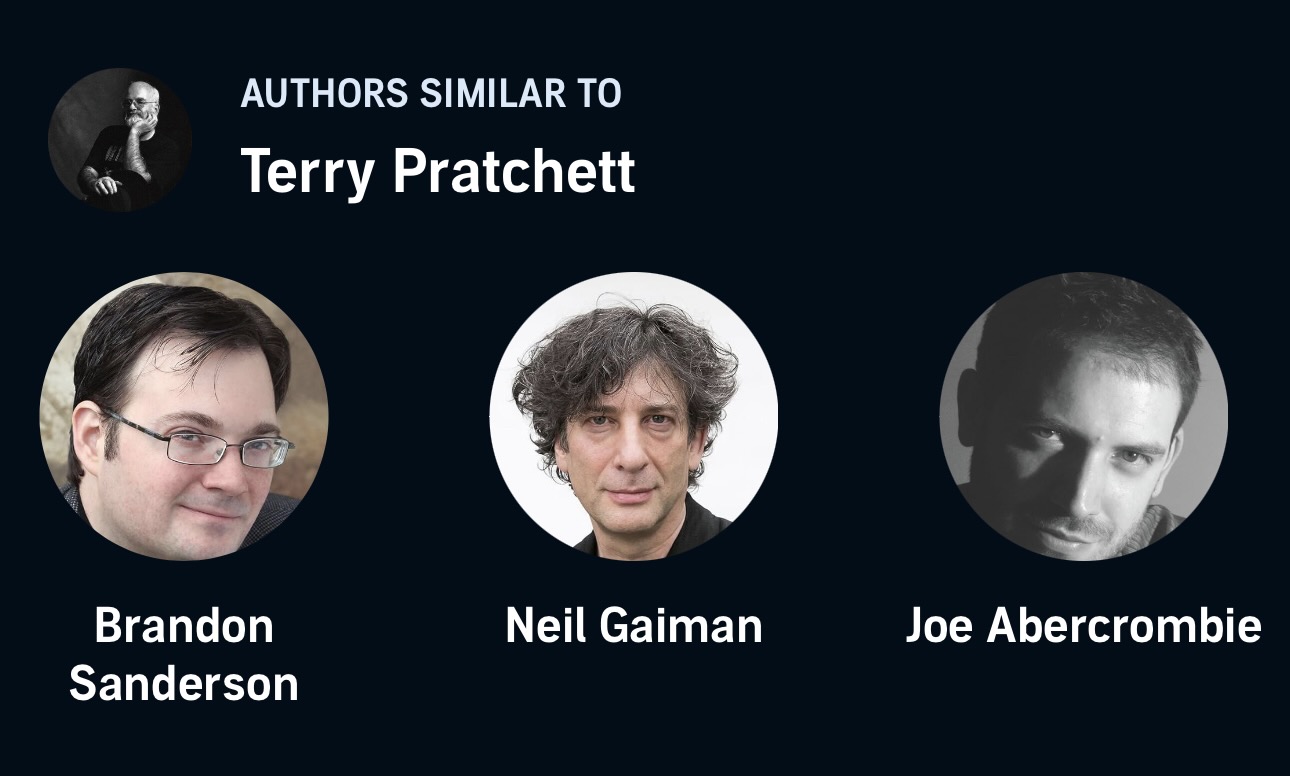 AUTHORS SIMILAR TO
Terry Pratchett
Brandon
Sanderson
Neil Gaiman
Joe Abercrombie